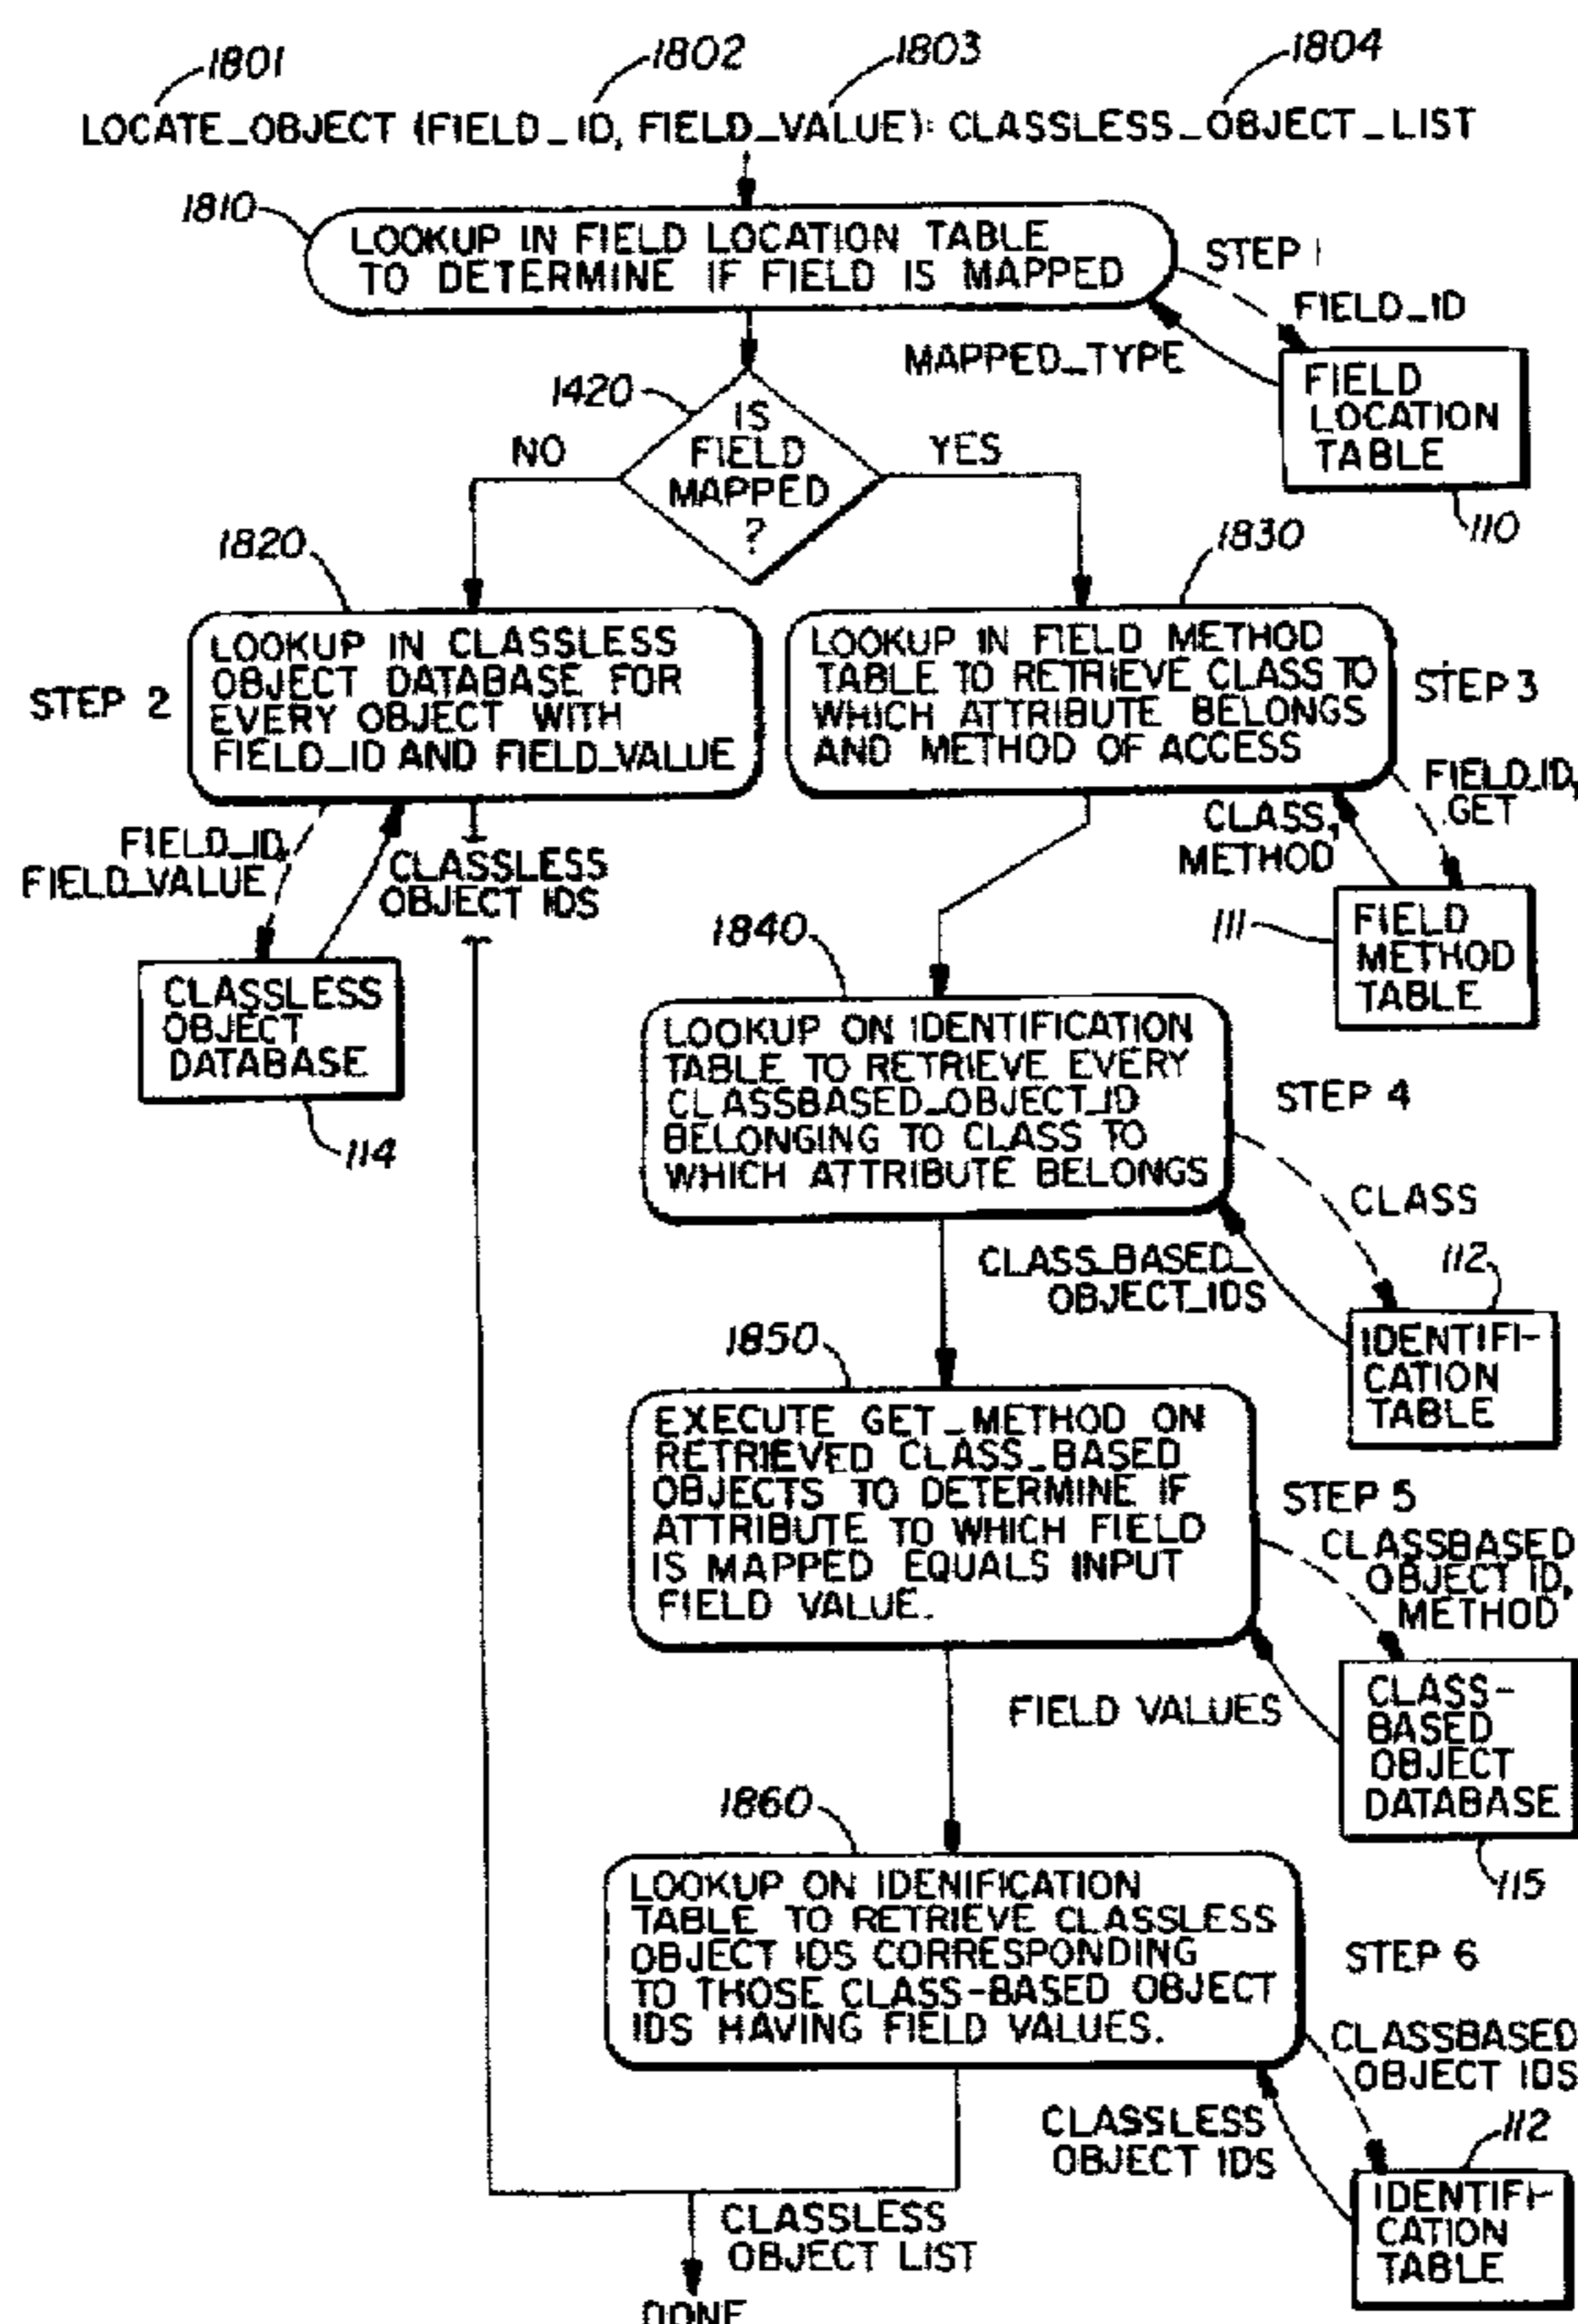 1801
1802
1803
1804
LOCATE_OBJECT (FIELD_ID, FIELD_VALUE): CLASSLESS_OBJECT_LIST
1810
LOOKUP IN FIELD LOCATION TABLE
TO DETERMINE IF FIELD IS MAPPED
STEP 1
FIELD_ID
MAPPED_TYPE
FIELD
LOCATION
TABLE
110
1420
IS
FIELD
MAPPED
?
NO
YES
1820
1830
STEP 2
LOOKUP IN CLASSLESS
OBJECT DATABASE FOR
EVERY OBJECT WITH
FIELD_ID AND FIELD_VALUE
LOOKUP IN FIELD METHOD
TABLE TO RETRIEVE CLASS TO
WHICH ATTRIBUTE BELONGS
AND METHOD OF ACCESS
STEP 3
FIELD_ID,
FIELD_VALUE
CLASSLESS
OBJECT IDS
CLASS,
METHOD
FIELD_ID,
GET
CLASSLESS
OBJECT
DATABASE
114
111
FIELD
METHOD
TABLE
1840
LOOKUP ON IDENTIFICATION
TABLE TO RETRIEVE EVERY
CLASSBASED_OBJECT_ID
BELONGING TO CLASS TO
WHICH ATTRIBUTE BELONGS
STEP 4
CLASS
CLASS_BASED_
OBJECT_IDS
112
IDENTIFI-
CATION
TABLE
1850
EXECUTE GET_METHOD ON
RETRIEVED CLASS_BASED
OBJECTS TO DETERMINE IF
ATTRIBUTE TO WHICH FIELD
IS MAPPED EQUALS INPUT
FIELD VALUE.
STEP 5
CLASSBASED
OBJECT ID,
METHOD
FIELD VALUES
CLASS-
BASED
OBJECT
DATABASE
115
1860
LOOKUP ON IDENIFICATION
TABLE TO RETRIEVE CLASSLESS
OBJECT IDS CORRESPONDING
TO THOSE CLASS-BASED OBJECT
IDS HAVING FIELD VALUES.
STEP 6
CLASSBASED
OBJECT IDS
CLASSLESS
OBJECT IDS
112
IDENTIFI-
CATION
TABLE
CLASSLESS
OBJECT LIST
DONE